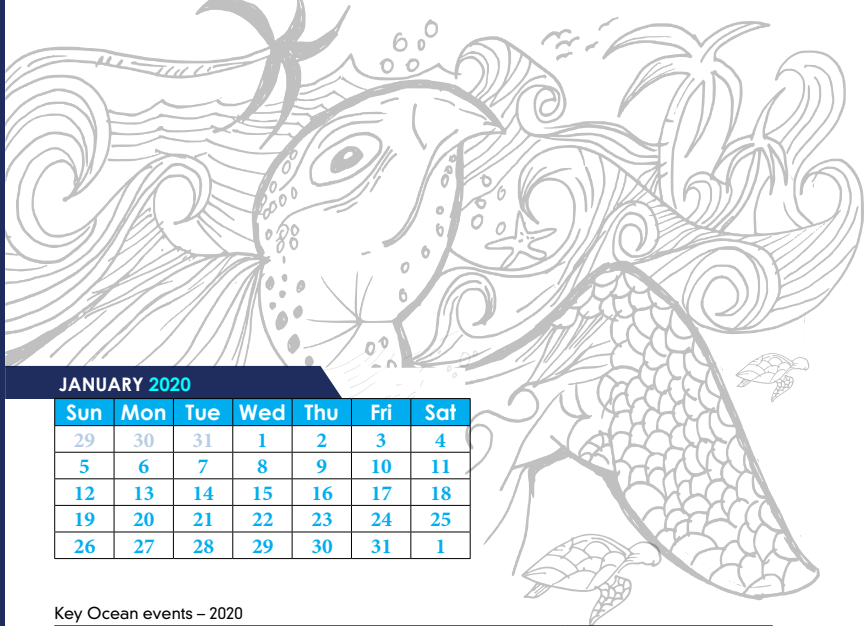 JANUARY 2020
Sun Mon Tue Wed Thu Fri Sat
29 30 31 1 2 3 4
5 6 7 8 9 10 11
12 13 14 15 16 17 18
19 20 21 22 23 24 25
26 27 28 29 30 31 1
Key Ocean events – 2020